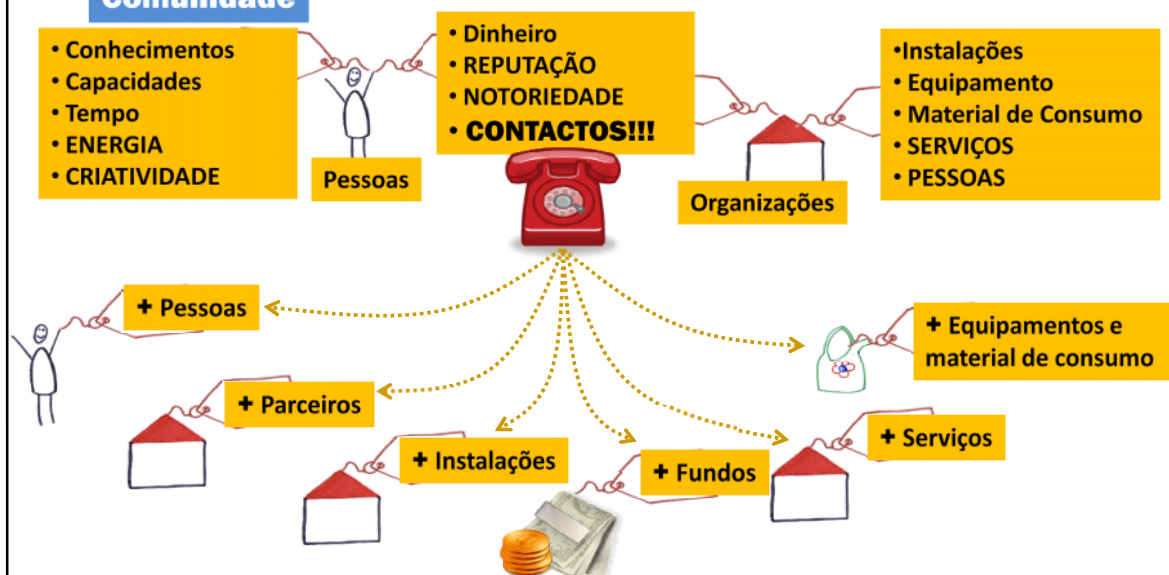 Comunidade
• Conhecimentos
• Capacidades
• Tempo
• ENERGIA
• CRIATIVIDADE
Pessoas
• Dinheiro
• REPUTAÇÃO
• NOTORIEDADE
• CONTACTOS!!!
Organizações
•Instalações
• Equipamento
• Material de Consumo
• SERVIÇOS
• PESSOAS
+ Pessoas
+ Parceiros
+ Instalações
+ Fundos
+ Serviços
+ Equipamentos e
material de consumo